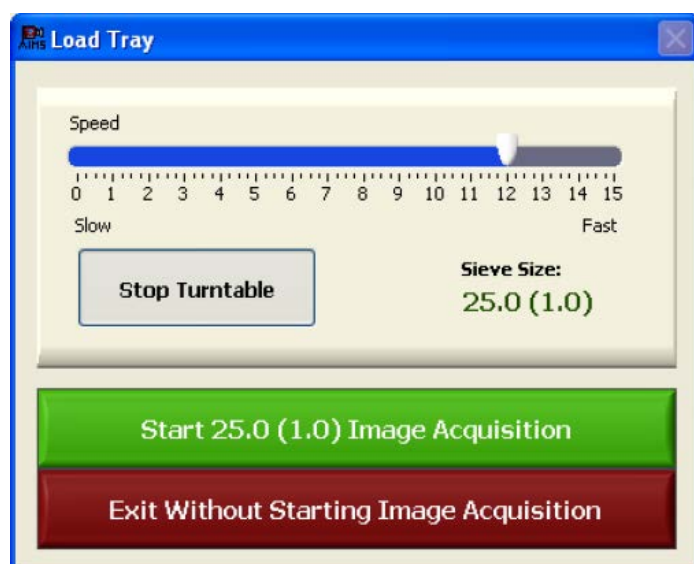 AIMS Load Tray
Speed
0 1 2 3 4 5 6 7 8 9 10 11 12 13 14 15
Slow Fast
Stop Turntable
Sieve Size:
25.0 (1.0)
Start 25.0 (1.0) Image Acquisition
Exit Without Starting Image Acquisition